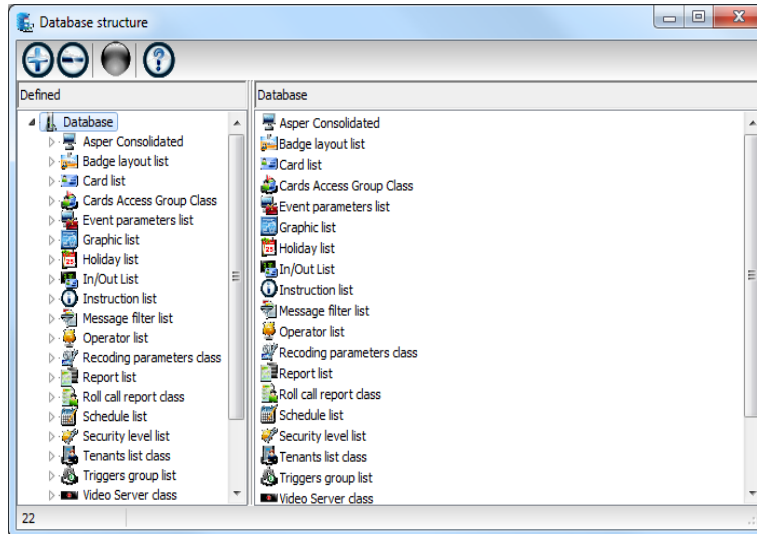 Database structure
Defined
Database
Database
Asper Consolidated
Badge layout list
Card list
Cards Access Group Class
Event parameters list
Graphic list
Holiday list
In/Out List
Instruction list
Message filter list
Operator list
Recoding parameters class
Report list
Roll call report class
Schedule list
Security level list
Tenants list class
Triggers group list
Video Server class
Asper Consolidated
Badge layout list
Card list
Cards Access Group Class
Event parameters list
Graphic list
Holiday list
In/Out List
Instruction list
Message filter list
Operator list
Recoding parameters class
Report list
Roll call report class
Schedule list
Security level list
Tenants list class
Triggers group list
Video Server class
22